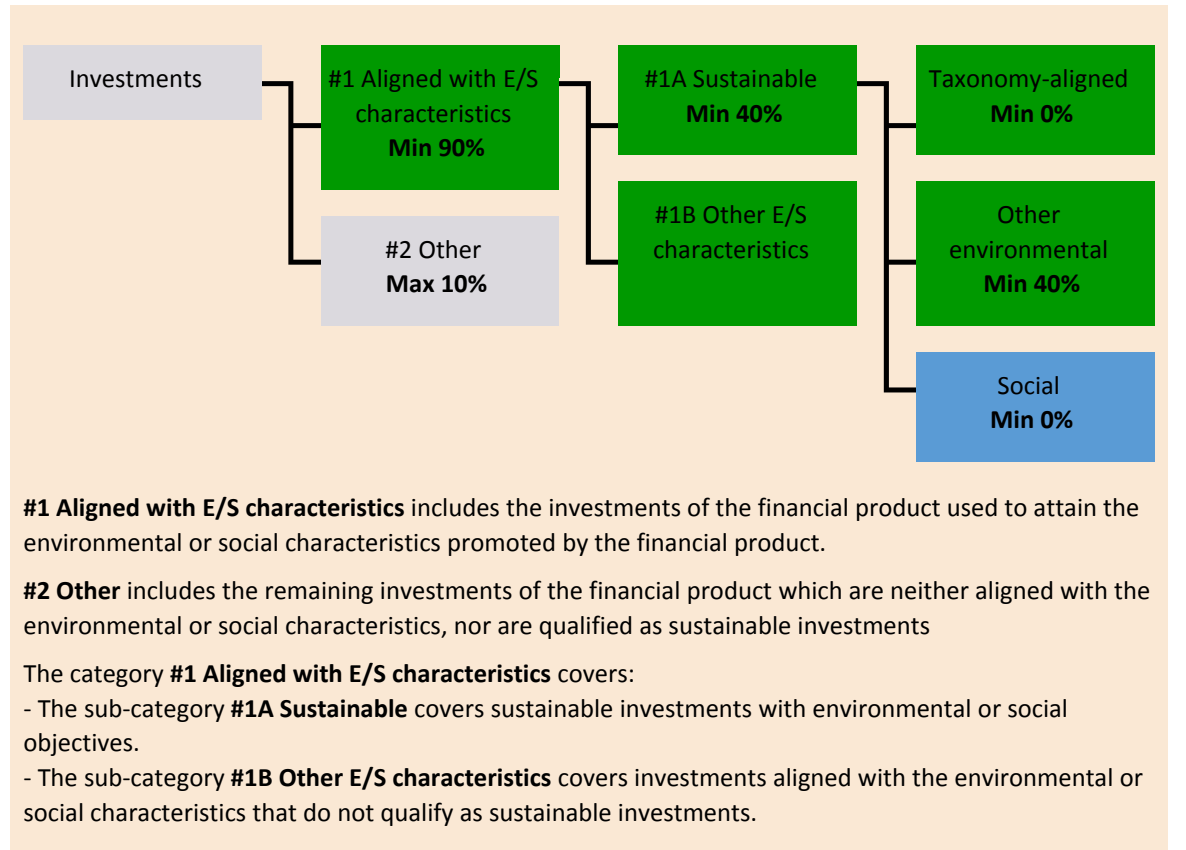 Investments
#1 Aligned with E/S
characteristics
Min 90%
#2 Other
Max 10%
#1A Sustainable
Min 40%
#1B Other E/S
characteristics
Taxonomy-aligned
Min 0%
Other
environmental
Min 40%
Social
Min 0%
#1 Aligned with E/S characteristics includes the investments of the financial product used to attain the
environmental or social characteristics promoted by the financial product.
#2 Other includes the remaining investments of the financial product which are neither aligned with the
environmental or social characteristics, nor are qualified as sustainable investments
The category #1 Aligned with E/S characteristics covers:
- The sub-category #1A Sustainable covers sustainable investments with environmental or social
objectives.
- The sub-category #1B Other E/S characteristics covers investments aligned with the environmental or
social characteristics that do not qualify as sustainable investments.